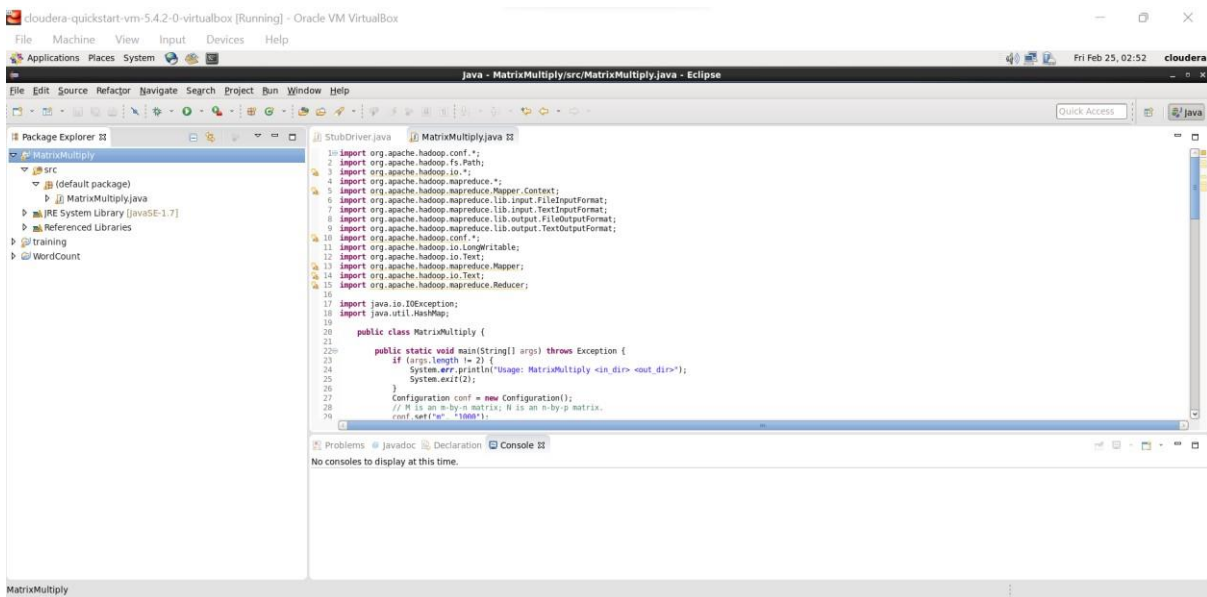 cloudera-quickstart-vm-5.4.2-0-virtualbox [Running] - Oracle VM VirtualBox
File Machine View Input Devices Help
Applications Places System Fri Feb 25, 02:52 cloudera
Java - MatrixMultiply/src/MatrixMultiply.java - Eclipse
File Edit Source Refactor Navigate Search Project Run Window Help
Quick Access Java
Package Explorer
MatrixMultiply
src
(default package)
MatrixMultiply.java
JRE System Library [JavaSE-1.7]
Referenced Libraries
training
WordCount
StubDriver.java MatrixMultiply.java
1 import org.apache.hadoop.conf.*;
2 import org.apache.hadoop.fs.Path;
3 import org.apache.hadoop.io.*;
4 import org.apache.hadoop.mapreduce.*;
5 import org.apache.hadoop.mapreduce.Mapper.Context;
6 import org.apache.hadoop.mapreduce.lib.input.FileInputFormat;
7 import org.apache.hadoop.mapreduce.lib.input.TextInputFormat;
8 import org.apache.hadoop.mapreduce.lib.output.FileOutputFormat;
9 import org.apache.hadoop.mapreduce.lib.output.TextOutputFormat;
10 import org.apache.hadoop.conf.*;
11 import org.apache.hadoop.io.LongWritable;
12 import org.apache.hadoop.io.Text;
13 import org.apache.hadoop.mapreduce.Mapper;
14 import org.apache.hadoop.io.Text;
15 import org.apache.hadoop.mapreduce.Reducer;
16
17 import java.io.IOException;
18 import java.util.HashMap;
19
20 public class MatrixMultiply {
21
22 public static void main(String[] args) throws Exception {
23 if (args.length != 2) {
24 System.err.println("Usage: MatrixMultiply <in_dir> <out_dir>");
25 System.exit(2);
26 }
27 Configuration conf = new Configuration();
28 // M is an m-by-n matrix; N is an n-by-p matrix.
29 conf.set("m", "1000");
Problems Javadoc Declaration Console
No consoles to display at this time.
MatrixMultiply